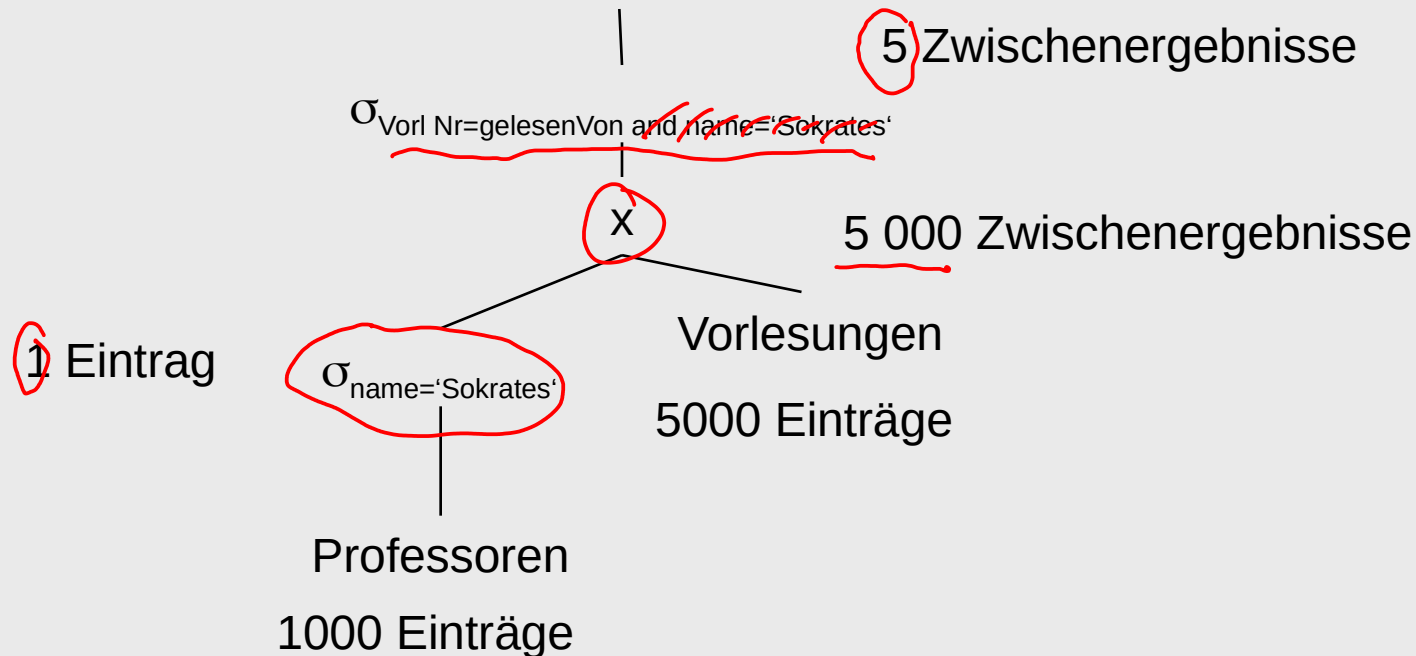 5 Zwischenergebnisse
σVorl Nr=gelesenVon and name=‘Sokrates‘
x
5 000 Zwischenergebnisse
Vorlesungen
1 Eintrag
σname=‘Sokrates‘
5000 Einträge
Professoren
1000 Einträge